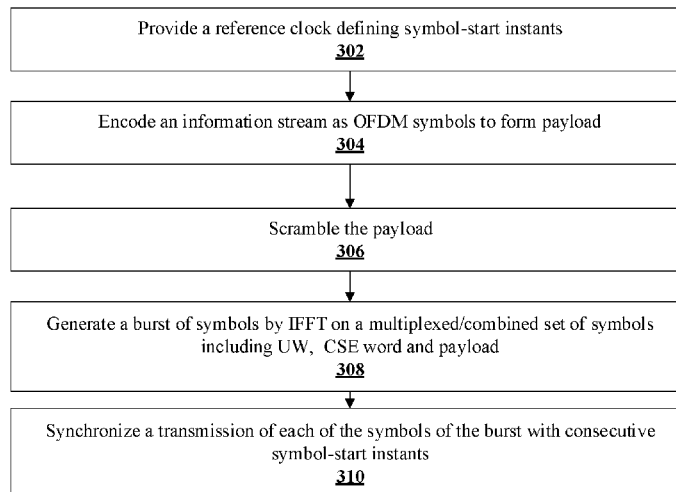 Provide a reference clock defining symbol-start instants
302
Encode an information stream as OFDM symbols to form payload
304
Scramble the payload
306
Generate a burst of symbols by IFFT on a multiplexed/combined set of symbols
including UW, CSE word and payload
308
Synchronize a transmission of each of the symbols of the burst with consecutive
symbol-start instants
310